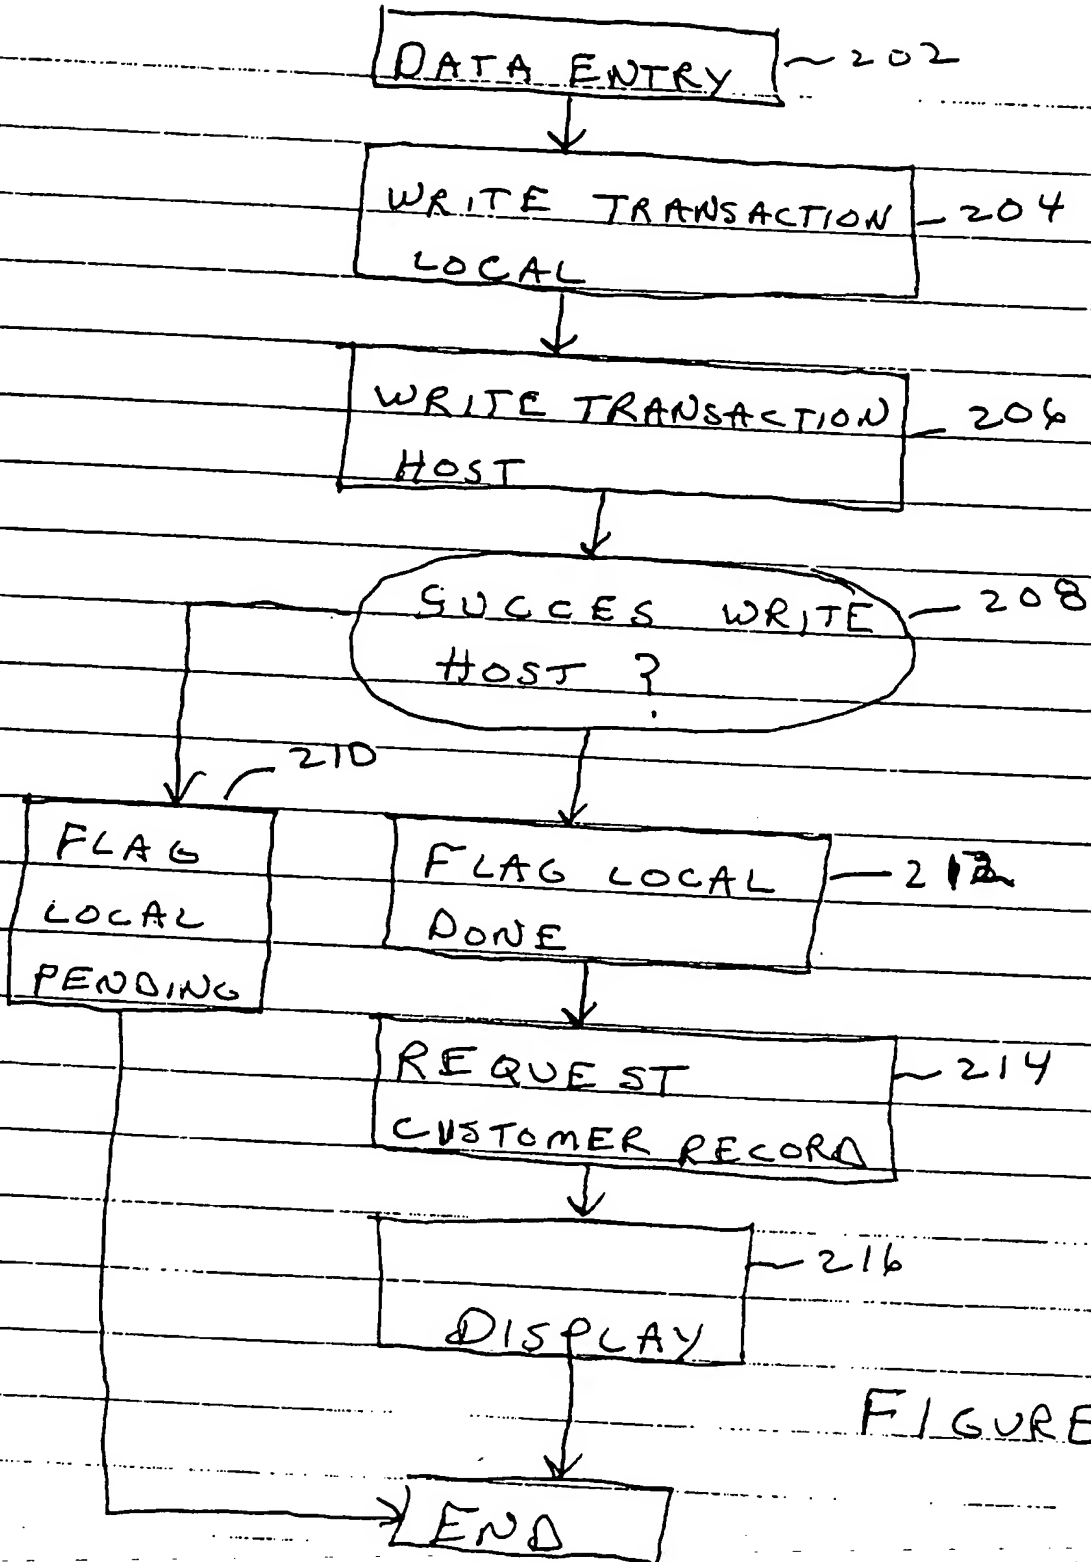 DATA ENTRY 202
WRITE TRANSACTION 204
LOCAL
WRITE TRANSACTION 206
HOST
SUCCES WRITE 208
HOST ?
210
FLAG
LOCAL
PENDING
FLAG LOCAL 212
DONE
REQUEST 214
CUSTOMER RECORD
216
DISPLAY
FIGURE
END